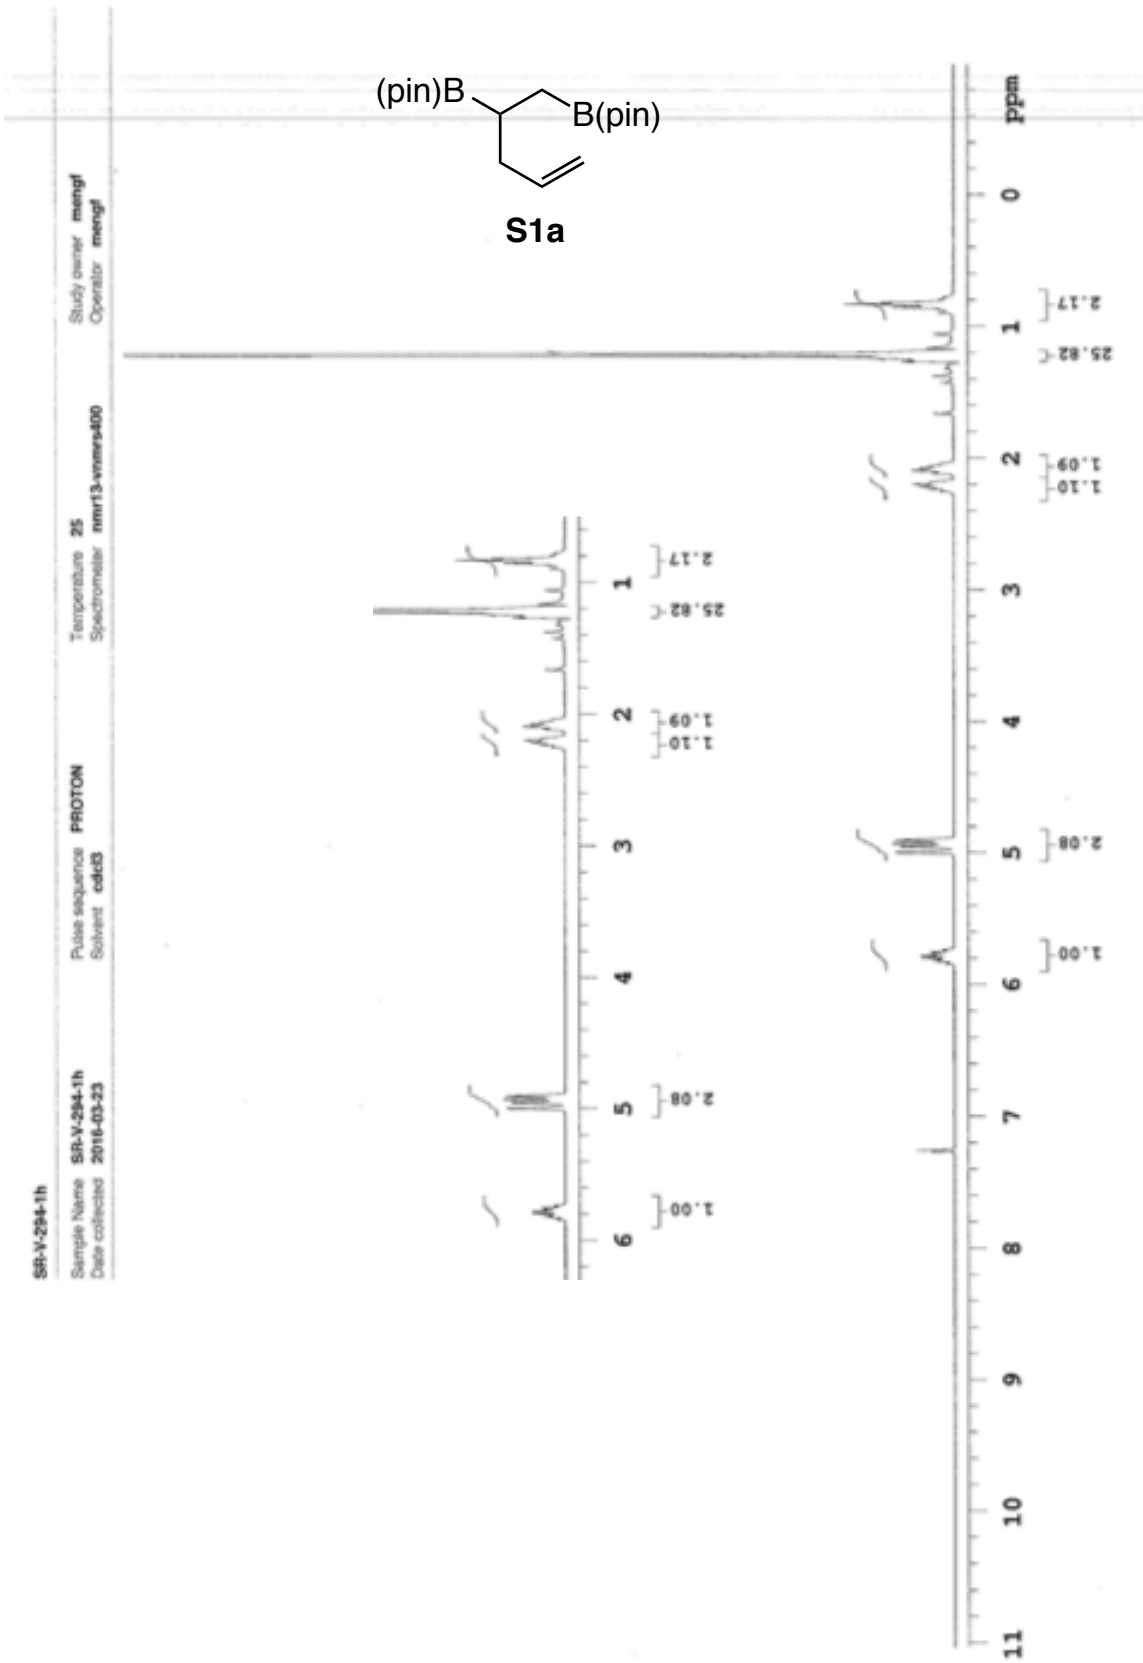 SR-V-294-1h
Sample Name SR-V-294-1h Pulse sequence PROTON Temperature 25 Study owner mengf
Date collected 2016-03-23 Solvent cdcl3 Spectrometer nmr13-vnmrs400 Operator mengf
(pin)B
B(pin)
S1a
6 5 4 3 2 1
1.00 2.08 1.10 1.09 25.82 2.17
11 10 9 8 7 6 5 4 3 2 1 0 ppm
1.00 2.08 1.10 1.09 25.82 2.17